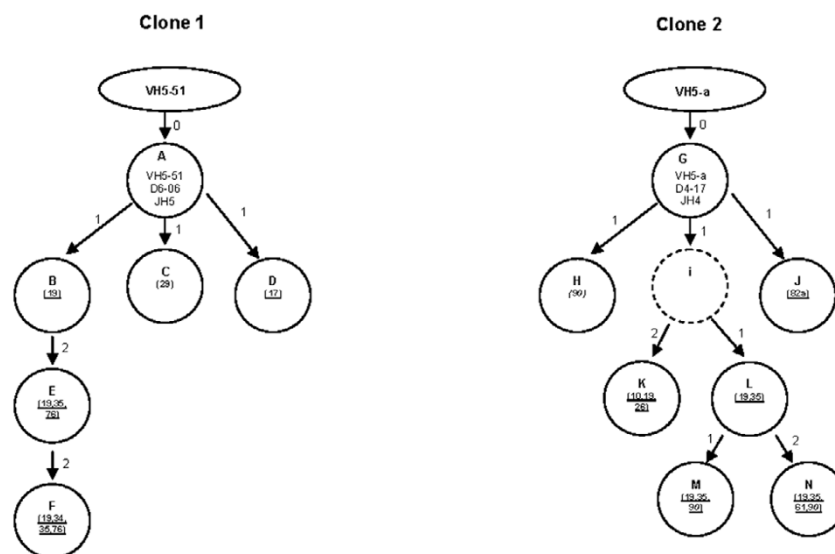 Clone 1
Clone 2
VH5-51
VH5-a
0
0
A
VH5-51
D6-06
JH5
G
VH5-a
D4-17
JH4
1
1
1
1
1
1
B
(19)
C
(29)
D
(17)
H
(90)
i
J
(82a)
2
2
1
E
(19,35,
76)
K
(10,19,
26)
L
(19,35)
2
1
2
F
(19,34,
35,76)
M
(19,35,
90)
N
(19,35,
61,90)